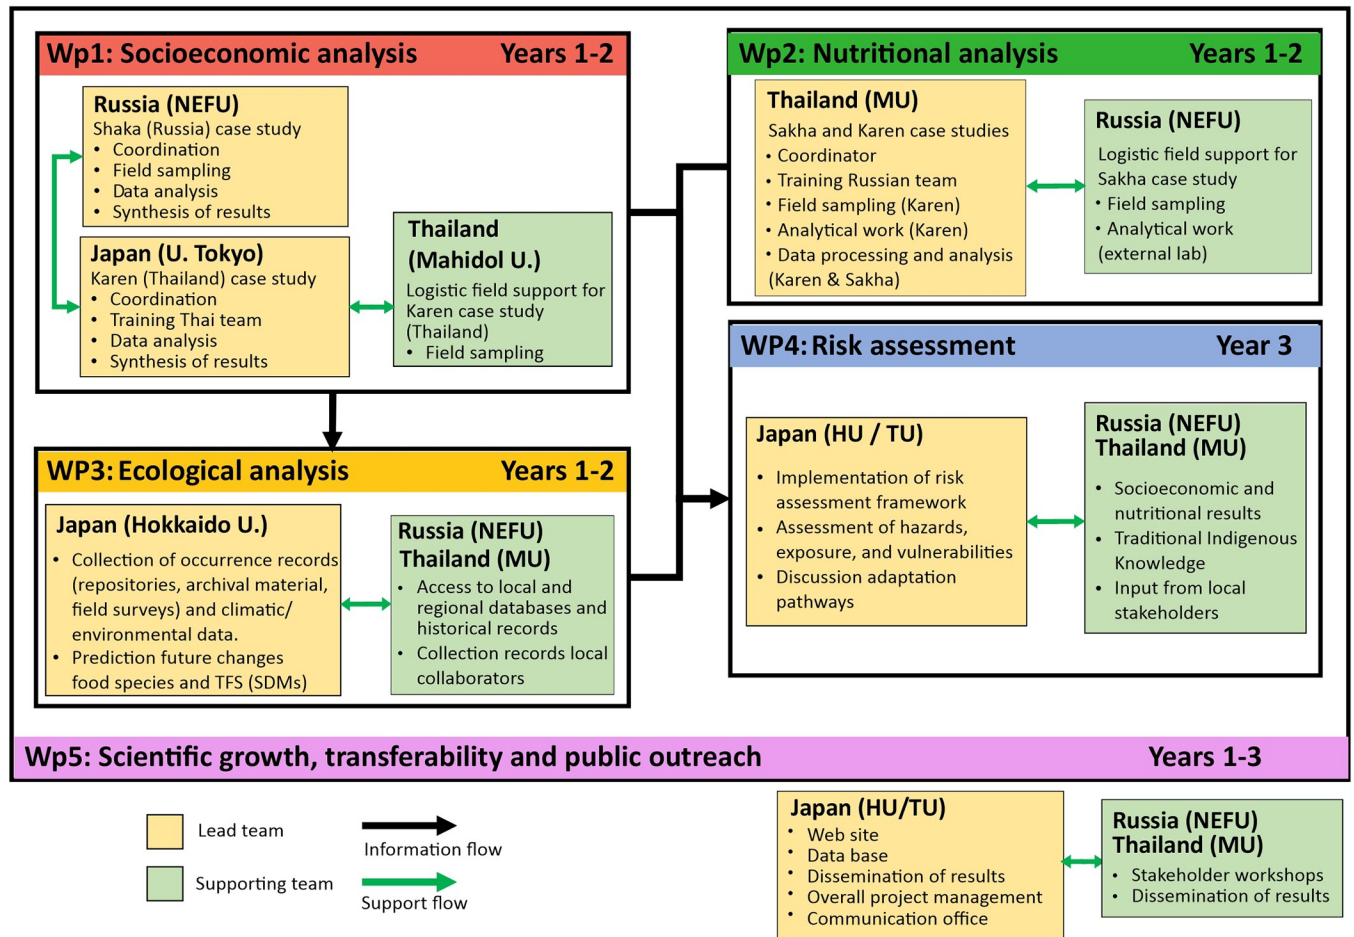 Wp1: Socioeconomic analysis Years 1-2
Russia (NEFU)
Shaka (Russia) case study
• Coordination
• Field sampling
• Data analysis
• Synthesis of results
Japan (U. Tokyo)
Karen (Thailand) case study
• Coordination
• Training Thai team
• Data analysis
• Synthesis of results
Thailand
(Mahidol U.)
Logistic field support for
Karen case study
(Thailand)
• Field sampling
Wp2: Nutritional analysis Years 1-2
Thailand (MU)
Sakha and Karen case studies
• Coordinator
• Training Russian team
• Field sampling (Karen)
• Analytical work (Karen)
• Data processing and analysis
(Karen & Sakha)
Russia (NEFU)
Logistic field support for
Sakha case study
• Field sampling
• Analytical work
(external lab)
WP3: Ecological analysis Years 1-2
Japan (Hokkaido U.)
• Collection of occurrence records
(repositories, archival material,
field surveys) and climatic/
environmental data.
• Prediction future changes
food species and TFS (SDMs)
Russia (NEFU)
Thailand (MU)
• Access to local and
regional databases and
historical records
• Collection records local
collaborators
WP4: Risk assessment Year 3
Japan (HU / TU)
• Implementation of risk
assessment framework
• Assessment of hazards,
exposure, and vulnerabilities
• Discussion adaptation
pathways
Russia (NEFU)
Thailand (MU)
• Socioeconomic and
nutritional results
• Traditional Indigenous
Knowledge
• Input from local
stakeholders
Wp5: Scientific growth, transferability and public outreach Years 1-3
Japan (HU/TU)
• Web site
• Data base
• Dissemination of results
• Overall project management
• Communication office
Russia (NEFU)
Thailand (MU)
• Stakeholder workshops
• Dissemination of results
Lead team
Supporting team
Information flow
Support flow